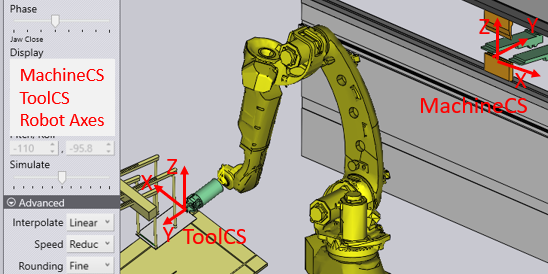 Phase
Jaw Close
Display
MachineCS
ToolCS
Robot Axes
Pitch/ Roll
-110 , -95.8
Simulate
Advanced
Interpolate Linear
Speed Reduc
Rounding Fine
Z
Y
X
MachineCS
Z
X
Y
ToolCS